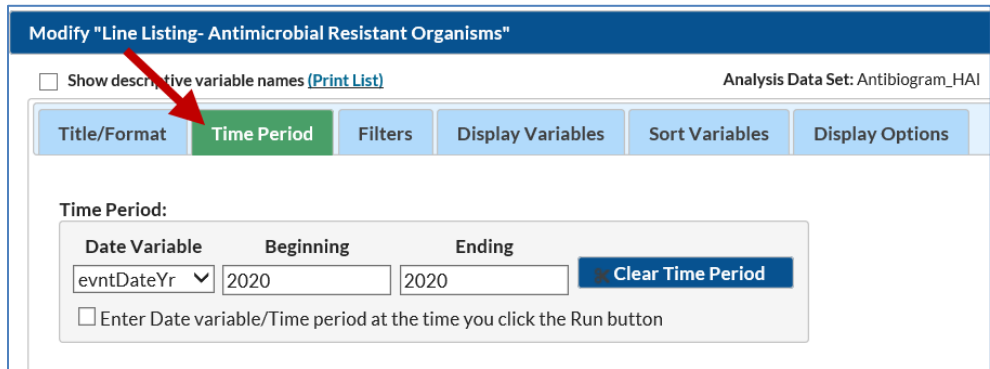 Modify "Line Listing- Antimicrobial Resistant Organisms"
Show descriptive variable names (Print List) Analysis Data Set: Antibiogram_HAI
Title/Format Time Period Filters Display Variables Sort Variables Display Options
Time Period:
Date Variable Beginning Ending
evntDateYr 2020 2020 Clear Time Period
Enter Date variable/Time period at the time you click the Run button